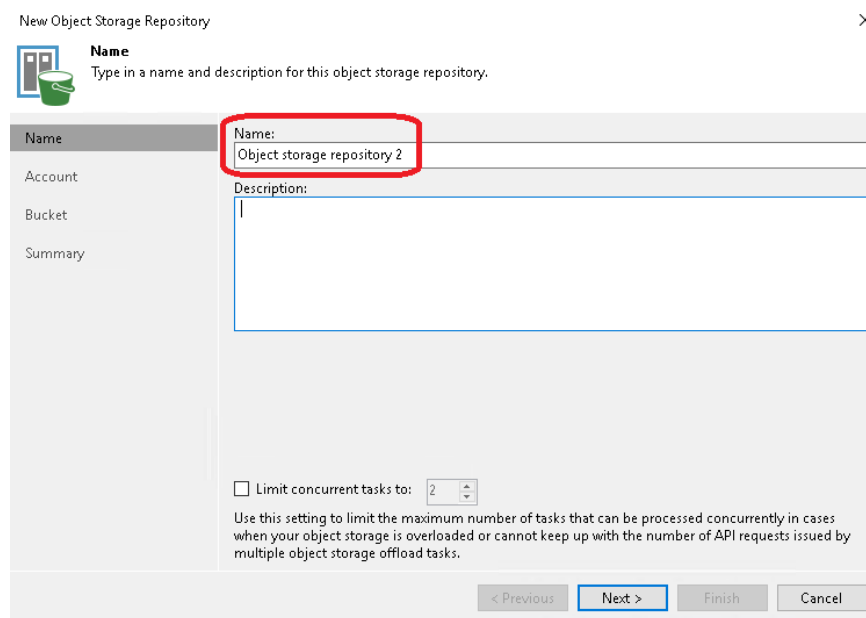 New Object Storage Repository
Name
Type in a name and description for this object storage repository.
Name
Account
Bucket
Summary
Name:
Object storage repository 2
Description:
Limit concurrent tasks to: 2
Use this setting to limit the maximum number of tasks that can be processed concurrently in cases
when your object storage is overloaded or cannot keep up with the number of API requests issued by
multiple object storage offload tasks.
< Previous Next > Finish Cancel